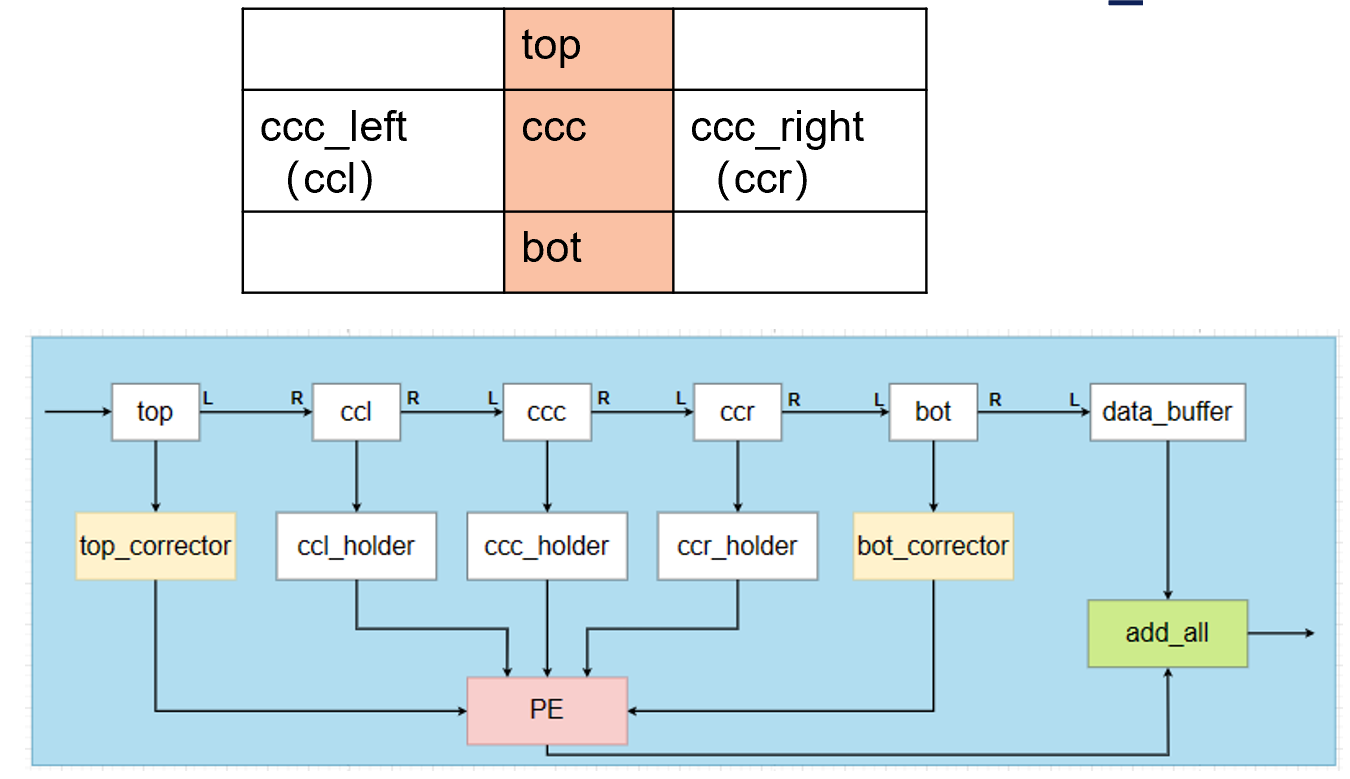 top
ccc_left
(ccl)
ccc
ccc_right
(ccr)
bot
top L R ccl R L ccc R L ccr R L bot R L data_buffer
top_corrector ccl_holder ccc_holder ccr_holder bot_corrector
add_all
PE